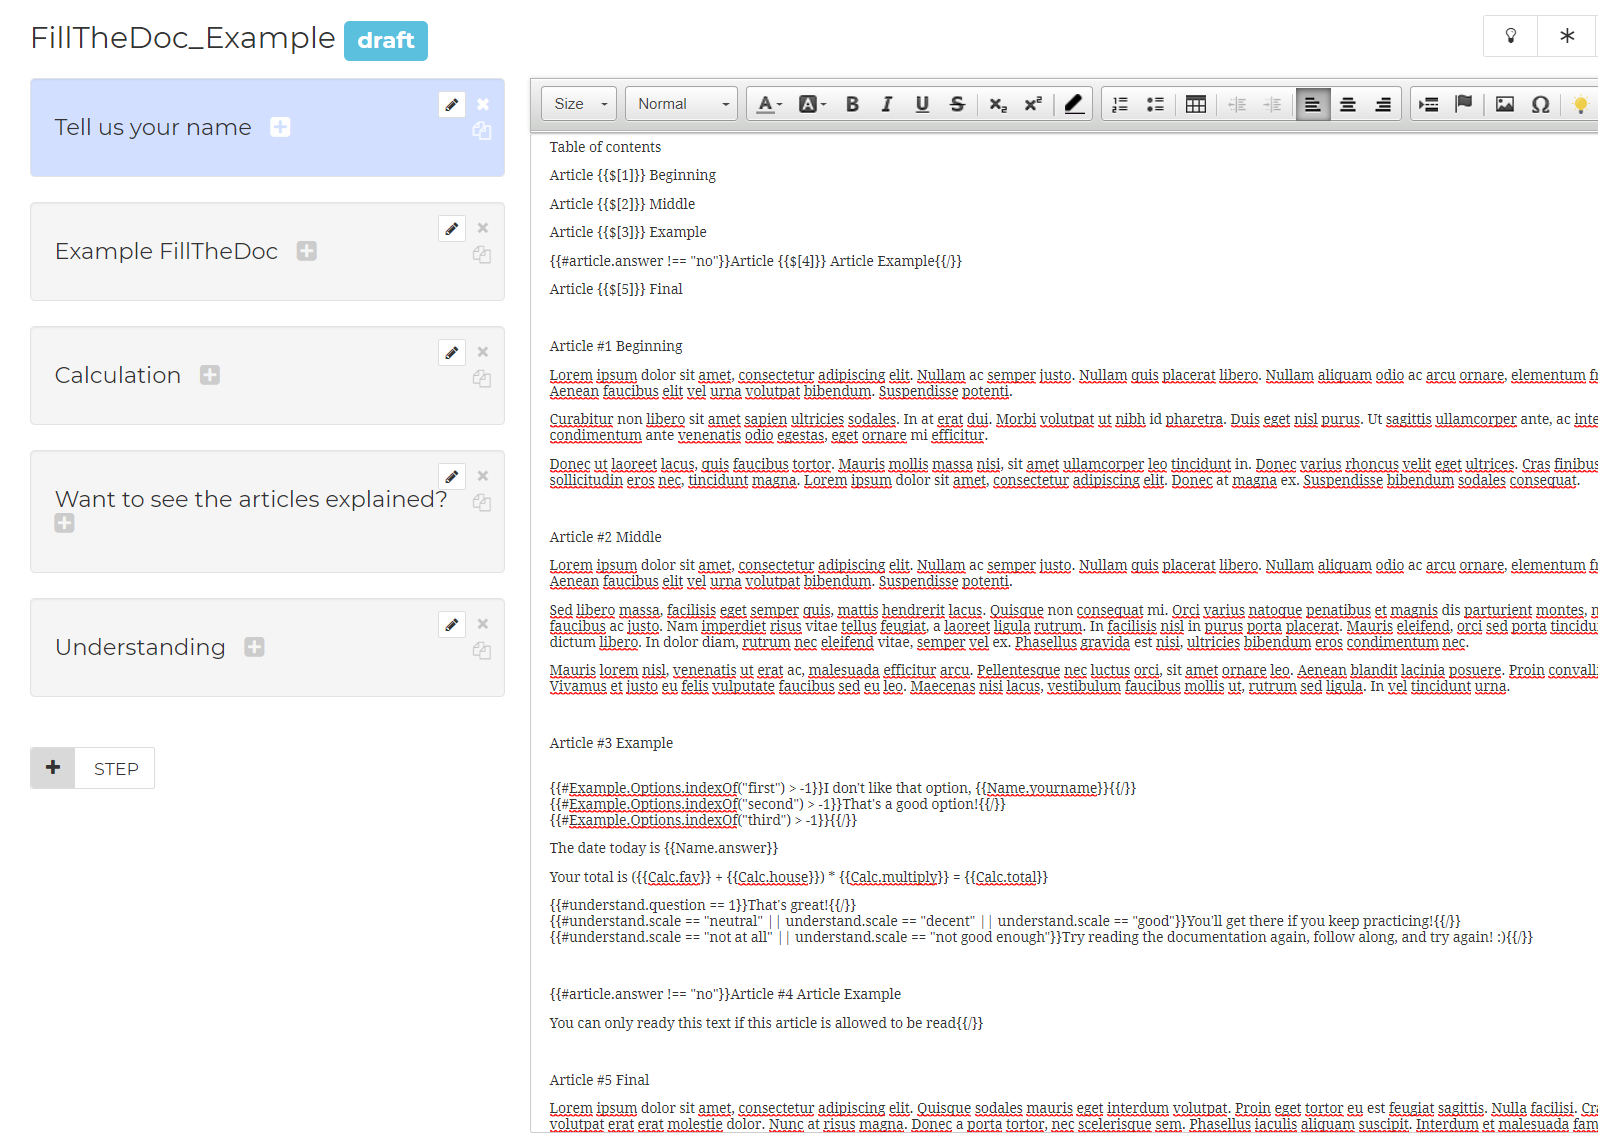 FillTheDoc_Example draft
Tell us your name
Example FillTheDoc
Calculation
Want to see the articles explained?
Understanding
STEP
Size Normal A A B I U S x₂ x² Ω
Table of contents
Article {{$[1]}} Beginning
Article {{$[2]}} Middle
Article {{$[3]}} Example
{{#article.answer !== "no"}}Article {{$[4]}} Article Example{{/}}
Article {{$[5]}} Final
Article #1 Beginning
Lorem ipsum dolor sit amet, consectetur adipiscing elit. Nullam ac semper justo. Nullam quis placerat libero. Nullam aliquam odio ac arcu ornare, elementum
Aenean faucibus elit vel urna volutpat bibendum. Suspendisse potenti.
Curabitur non libero sit amet sapien ultricies sodales. In at erat dui. Morbi volutpat ut nibh id pharetra. Duis eget nisl purus. Ut sagittis ullamcorper ante, ac inte
condimentum ante venenatis odio egestas, eget ornare mi efficitur.
Donec ut laoreet lacus, quis faucibus tortor. Mauris mollis massa nisi, sit amet ullamcorper leo tincidunt in. Donec varius rhoncus velit eget ultrices. Cras finibus
sollicitudin eros nec, tincidunt magna. Lorem ipsum dolor sit amet, consectetur adipiscing elit. Donec at magna ex. Suspendisse bibendum sodales consequat.
Article #2 Middle
Lorem ipsum dolor sit amet, consectetur adipiscing elit. Nullam ac semper justo. Nullam quis placerat libero. Nullam aliquam odio ac arcu ornare, elementum
Aenean faucibus elit vel urna volutpat bibendum. Suspendisse potenti.
Sed libero massa, facilisis eget semper quis, mattis hendrerit lacus. Quisque non consequat mi. Orci varius natoque penatibus et magnis dis parturient montes,
faucibus ac justo. Nam imperdiet risus vitae tellus feugiat, a laoreet ligula rutrum. In facilisis nisl in purus porta placerat. Mauris eleifend, orci sed porta tincidu
dictum libero. In dolor diam, rutrum nec eleifend vitae, semper vel ex. Phasellus gravida est nisi, ultricies bibendum eros condimentum nec.
Mauris lorem nisl, venenatis ut erat ac, malesuada efficitur arcu. Pellentesque nec luctus orci, sit amet ornare leo. Aenean blandit lacinia posuere. Proin convalli
Vivamus et justo eu felis vulputate faucibus sed eu leo. Maecenas nisi lacus, vestibulum faucibus mollis ut, rutrum sed ligula. In vel tincidunt urna.
Article #3 Example
{{#Example.Options.indexOf("first") > -1}}I don't like that option, {{Name.yourname}}{{/}}
{{#Example.Options.indexOf("second") > -1}}That's a good option!{{/}}
{{#Example.Options.indexOf("third") > -1}}{{/}}
The date today is {{Name.answer}}
Your total is ({{Calc.fav}} + {{Calc.house}}) * {{Calc.multiply}} = {{Calc.total}}
{{#understand.question == 1}}That's great!{{/}}
{{#understand.scale == "neutral" || understand.scale == "decent" || understand.scale == "good"}}You'll get there if you keep practicing!{{/}}
{{#understand.scale == "not at all" || understand.scale == "not good enough"}}Try reading the documentation again, follow along, and try again! :){{/}}
{{#article.answer !== "no"}}Article #4 Article Example
You can only ready this text if this article is allowed to be read{{/}}
Article #5 Final
Lorem ipsum dolor sit amet, consectetur adipiscing elit. Quisque sodales mauris eget interdum volutpat. Proin eget tortor eu est feugiat sagittis. Nulla facilisi.
volutpat erat erat molestie dolor. Nunc at risus magna. Donec a porta tortor, nec scelerisque sem. Phasellus iaculis aliquam suscipit. Interdum et malesuada fam